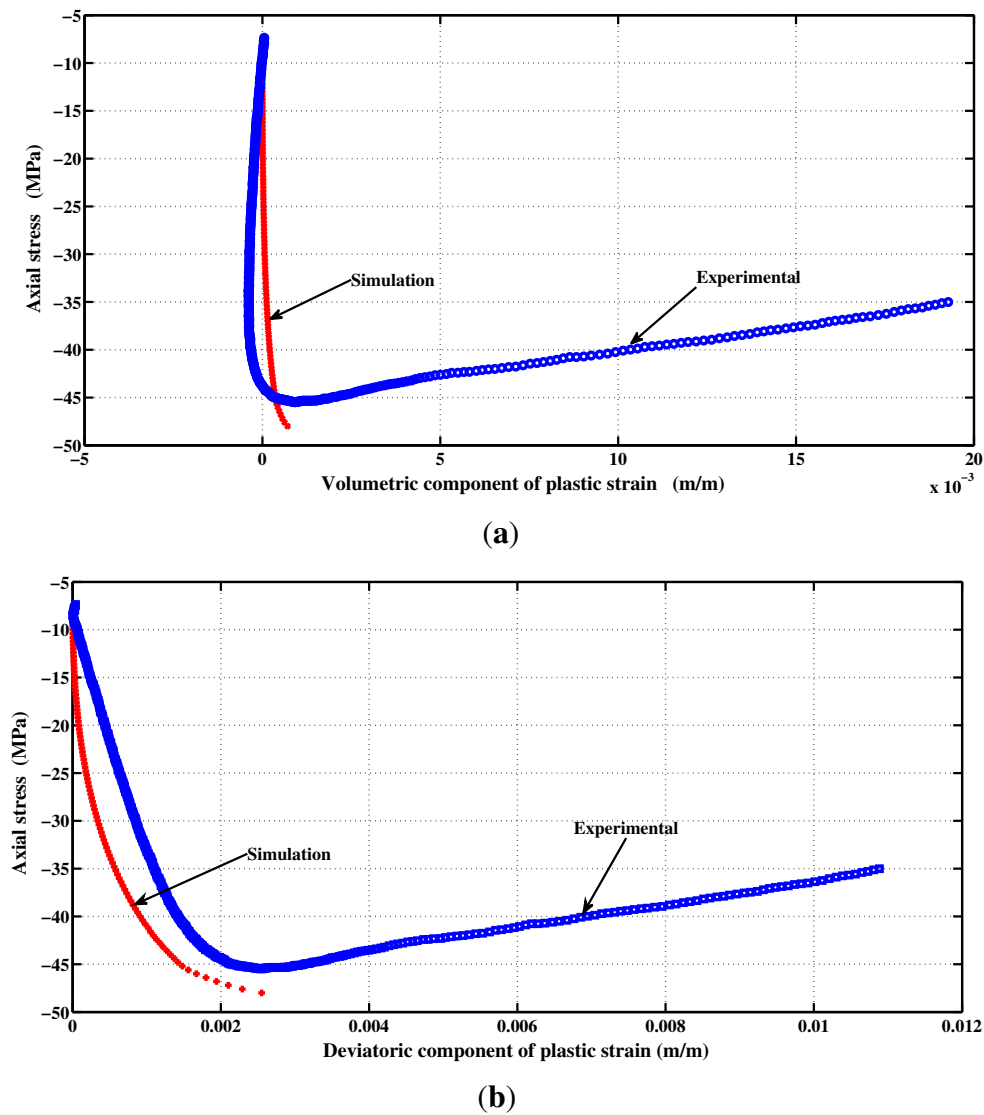 −5
−10
−15
−20
−25
−30
−35
−40
−45
−50
Axial stress (MPa)
Simulation
Experimental
−5 0 5 10 15 20
x 10⁻³
Volumetric component of plastic strain (m/m)
(a)
−5
−10
−15
−20
−25
−30
−35
−40
−45
−50
Axial stress (MPa)
Simulation
Experimental
0 0.002 0.004 0.006 0.008 0.01 0.012
Deviatoric component of plastic strain (m/m)
(b)